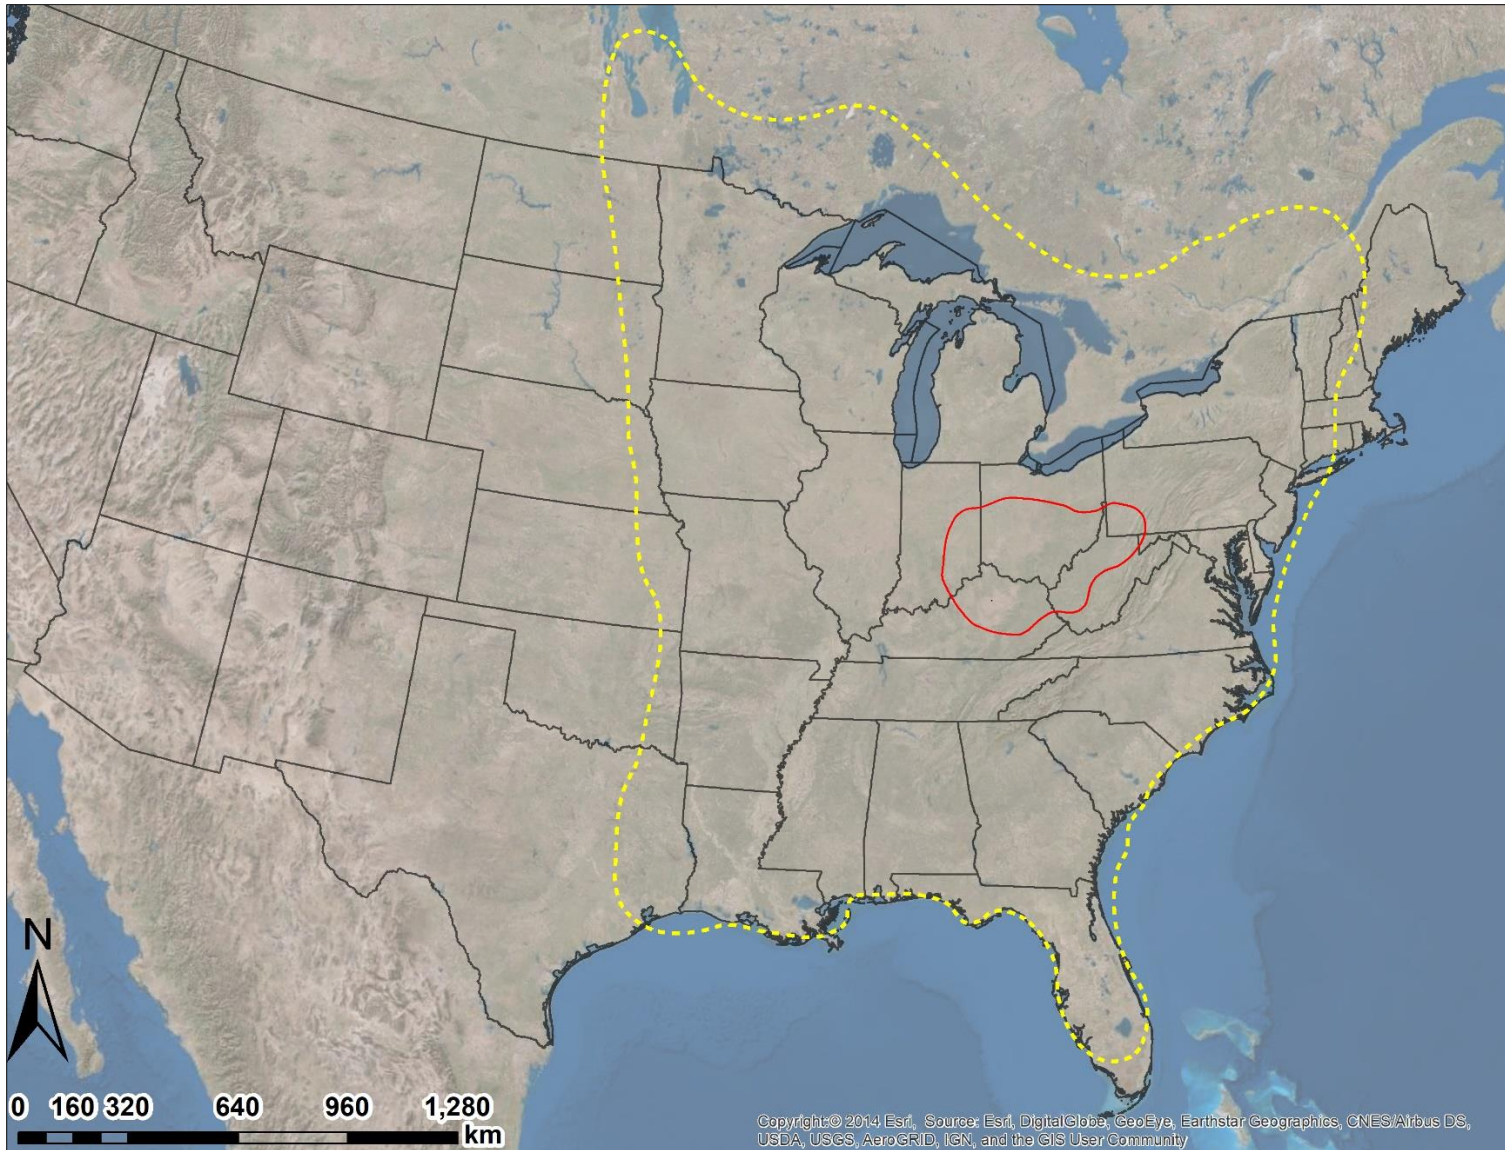 N
0 160 320 640 960 1,280
km
Copyright:© 2014 Esri, Source: Esri, DigitalGlobe, GeoEye, Earthstar Geographics, CNES/Airbus DS,
USDA, USGS, AeroGRID, IGN, and the GIS User Community